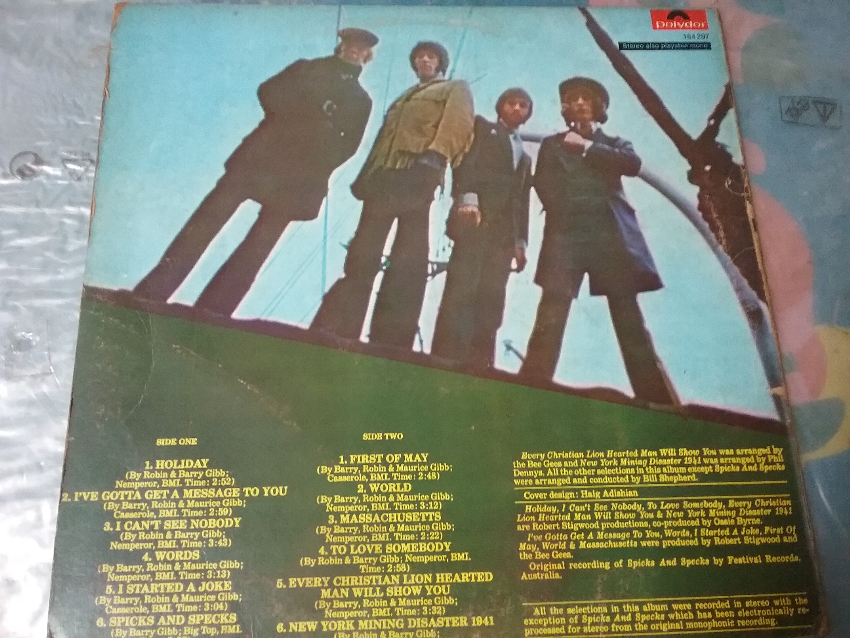 Polydor
184 297
Stereo also playable mono
SIDE ONE
1. HOLIDAY
(By Robin & Barry Gibb;
Nemperor, BMI. Time: 2:52)
2. I'VE GOTTA GET A MESSAGE TO YOU
(By Barry, Robin & Maurice Gibb;
Casserole, BMI. Time: 2:59)
3. I CAN'T SEE NOBODY
(By Robin & Barry Gibb;
Nemperor, BMI. Time: 3:43)
4. WORDS
(By Barry, Robin & Maurice Gibb;
Nemperor, BMI. Time: 3:13)
5. I STARTED A JOKE
(By Barry, Robin & Maurice Gibb;
Casserole, BMI. Time: 3:04)
6. SPICKS AND SPECKS
(By Barry Gibb; Big Top, BMI.
SIDE TWO
1. FIRST OF MAY
(By Barry, Robin & Maurice Gibb;
Casserole, BMI. Time: 2:48)
2. WORLD
(By Barry, Robin & Maurice Gibb;
Nemperor, BMI. Time: 3:12)
3. MASSACHUSETTS
(By Barry, Robin & Maurice Gibb;
Nemperor, BMI. Time: 2:22)
4. TO LOVE SOMEBODY
(By Robin & Barry Gibb; Nemperor, BMI.
Time: 2:58)
5. EVERY CHRISTIAN LION HEARTED
MAN WILL SHOW YOU
(By Barry, Robin & Maurice Gibb;
Nemperor, BMI. Time: 3:32)
6. NEW YORK MINING DISASTER 1941
(By Robin & Barry Gibb;
Every Christian Lion Hearted Man Will Show You was arranged by
the Bee Gees and New York Mining Disaster 1941 was arranged by Phil
Dennys. All the other selections in this album except Spicks And Specks
were arranged and conducted by Bill Shepherd.
Cover design: Haig Adishian
Holiday, I Can't See Nobody, To Love Somebody, Every Christian
Lion Hearted Man Will Show You & New York Mining Disaster 1941
are Robert Stigwood productions, co-produced by Ossie Byrne.
I've Gotta Get A Message To You, Words, I Started A Joke, First Of
May, World & Massachusetts were produced by Robert Stigwood and
the Bee Gees.
Original recording of Spicks And Specks by Festival Records,
Australia.
All the selections in this album were recorded in stereo with the
exception of Spicks And Specks which has been electronically re-
processed for stereo from the original monophonic recording.